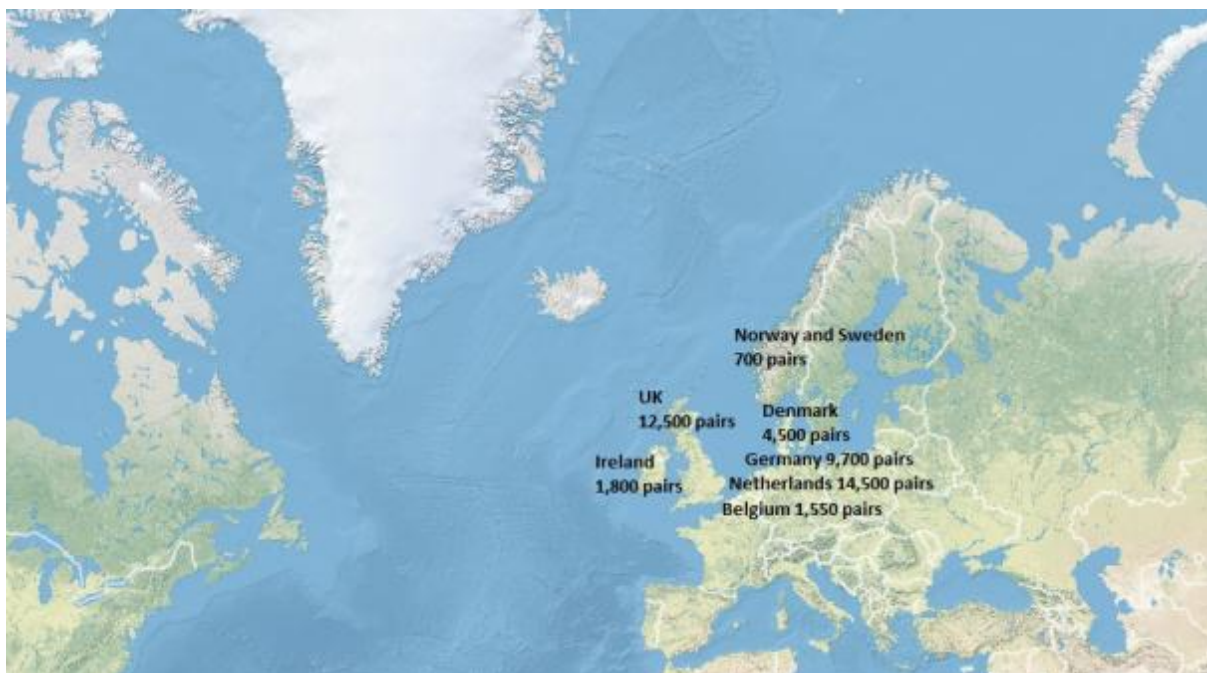 Norway and Sweden
700 pairs
UK
12,500 pairs
Denmark
4,500 pairs
Ireland
1,800 pairs
Germany 9,700 pairs
Netherlands 14,500 pairs
Belgium 1,550 pairs